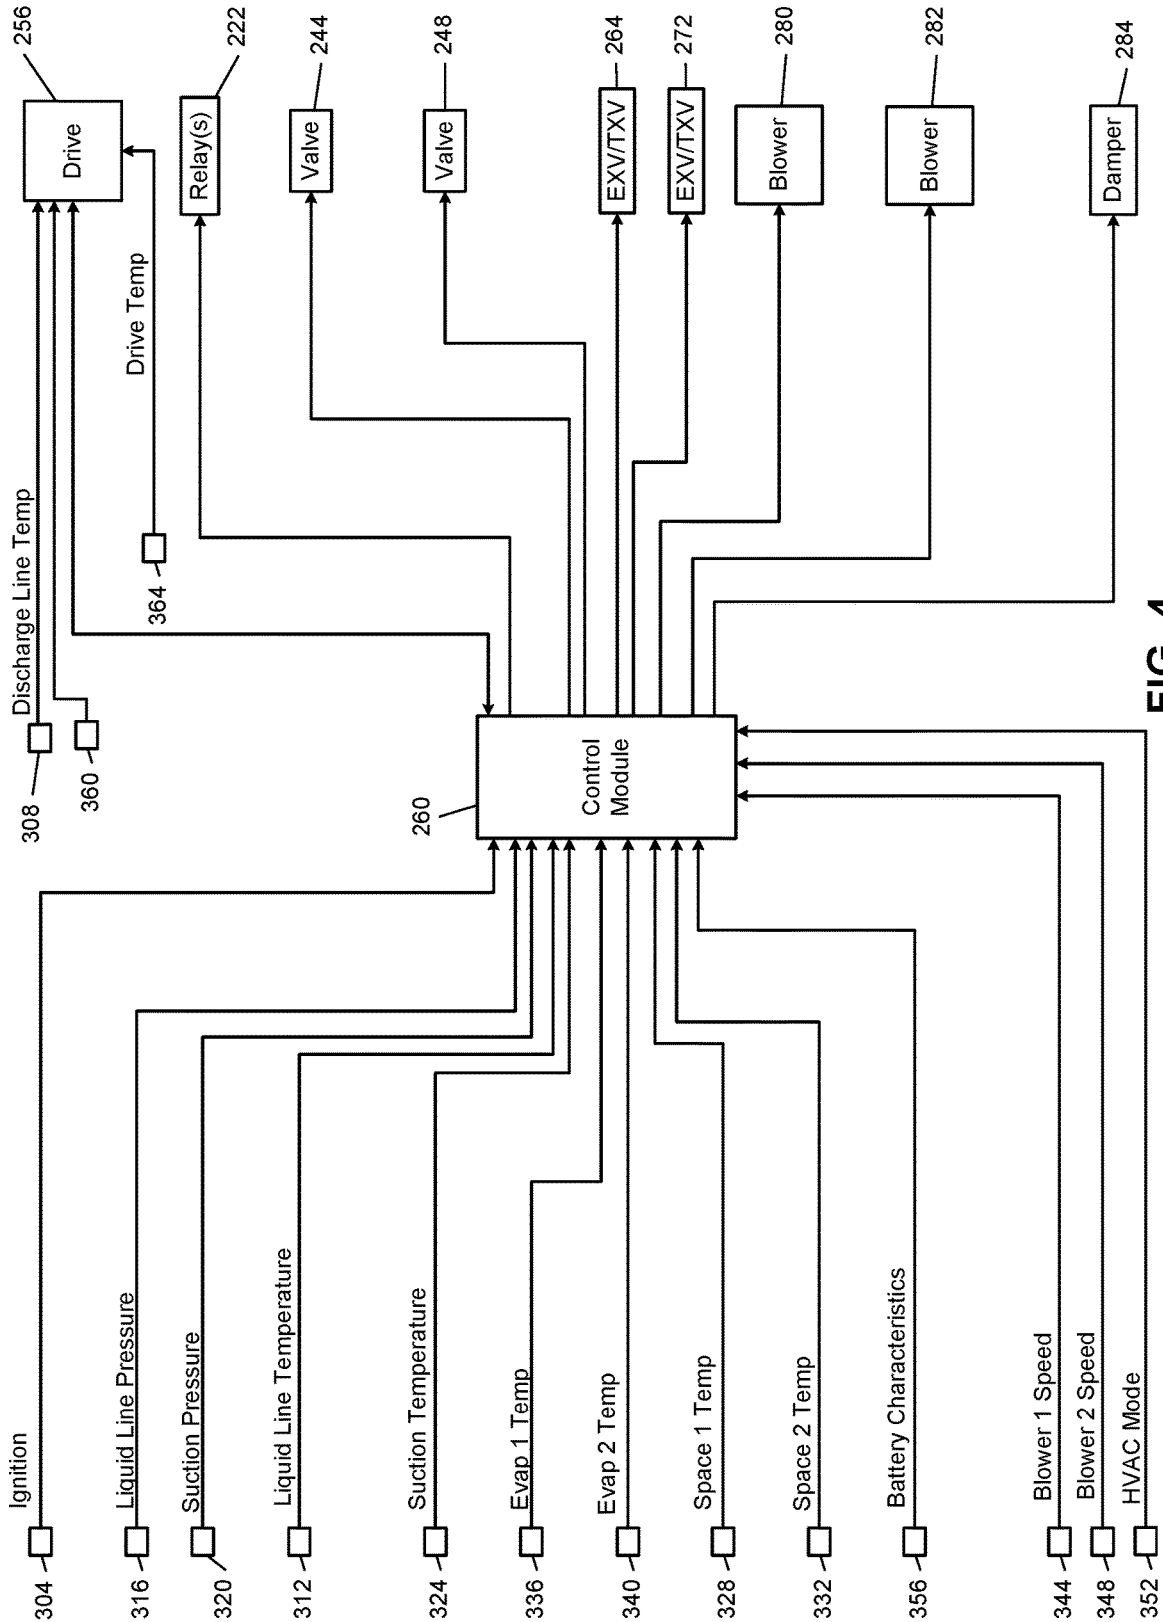 304
Ignition
316
Liquid Line Pressure
320
Suction Pressure
312
Liquid Line Temperature
324
Suction Temperature
336
Evap 1 Temp
340
Evap 2 Temp
328
Space 1 Temp
332
Space 2 Temp
356
Battery Characteristics
344
Blower 1 Speed
348
Blower 2 Speed
352
HVAC Mode
308
Discharge Line Temp
360
364
Drive Temp
260
Control
Module
Drive
256
Relay(s)
222
Valve
244
Valve
248
EXV/TXV
264
EXV/TXV
272
Blower
280
Blower
282
Damper
284
FIG. 4